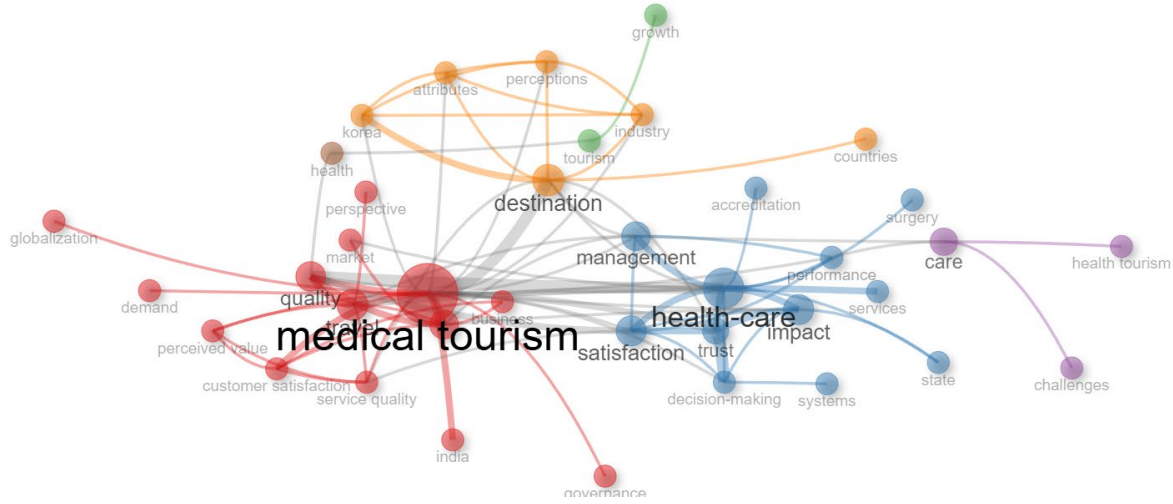 growth
perceptions
attributes
korea
industry
tourism
countries
health
destination
perspective
accreditation
surgery
globalization
market
management
care
health tourism
performance
quality
demand
travel
business
services
medical tourism
health-care
impact
perceived value
satisfaction
trust
customer satisfaction
service quality
decision-making
systems
state
challenges
india
governance